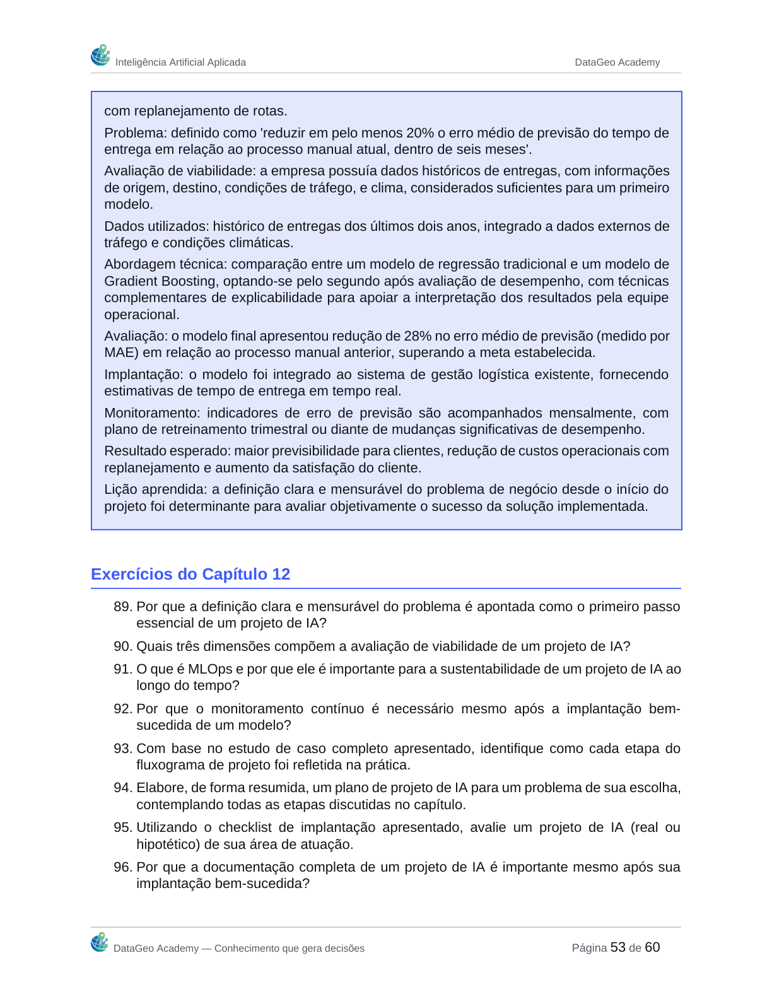 Inteligência Artificial Aplicada
DataGeo Academy
com replanejamento de rotas.
Problema: definido como 'reduzir em pelo menos 20% o erro médio de previsão do tempo de
entrega em relação ao processo manual atual, dentro de seis meses'.
Avaliação de viabilidade: a empresa possuía dados históricos de entregas, com informações
de origem, destino, condições de tráfego, e clima, considerados suficientes para um primeiro
modelo.
Dados utilizados: histórico de entregas dos últimos dois anos, integrado a dados externos de
tráfego e condições climáticas.
Abordagem técnica: comparação entre um modelo de regressão tradicional e um modelo de
Gradient Boosting, optando-se pelo segundo após avaliação de desempenho, com técnicas
complementares de explicabilidade para apoiar a interpretação dos resultados pela equipe
operacional.
Avaliação: o modelo final apresentou redução de 28% no erro médio de previsão (medido por
MAE) em relação ao processo manual anterior, superando a meta estabelecida.
Implantação: o modelo foi integrado ao sistema de gestão logística existente, fornecendo
estimativas de tempo de entrega em tempo real.
Monitoramento: indicadores de erro de previsão são acompanhados mensalmente, com
plano de retreinamento trimestral ou diante de mudanças significativas de desempenho.
Resultado esperado: maior previsibilidade para clientes, redução de custos operacionais com
replanejamento e aumento da satisfação do cliente.
Lição aprendida: a definição clara e mensurável do problema de negócio desde o início do
projeto foi determinante para avaliar objetivamente o sucesso da solução implementada.
Exercícios do Capítulo 12
89. Por que a definição clara e mensurável do problema é apontada como o primeiro passo
essencial de um projeto de IA?
90. Quais três dimensões compõem a avaliação de viabilidade de um projeto de IA?
91. O que é MLOps e por que ele é importante para a sustentabilidade de um projeto de IA ao
longo do tempo?
92. Por que o monitoramento contínuo é necessário mesmo após a implantação bem-
sucedida de um modelo?
93. Com base no estudo de caso completo apresentado, identifique como cada etapa do
fluxograma de projeto foi refletida na prática.
94. Elabore, de forma resumida, um plano de projeto de IA para um problema de sua escolha,
contemplando todas as etapas discutidas no capítulo.
95. Utilizando o checklist de implantação apresentado, avalie um projeto de IA (real ou
hipotético) de sua área de atuação.
96. Por que a documentação completa de um projeto de IA é importante mesmo após sua
implantação bem-sucedida?
DataGeo Academy — Conhecimento que gera decisões
Página 53 de 60